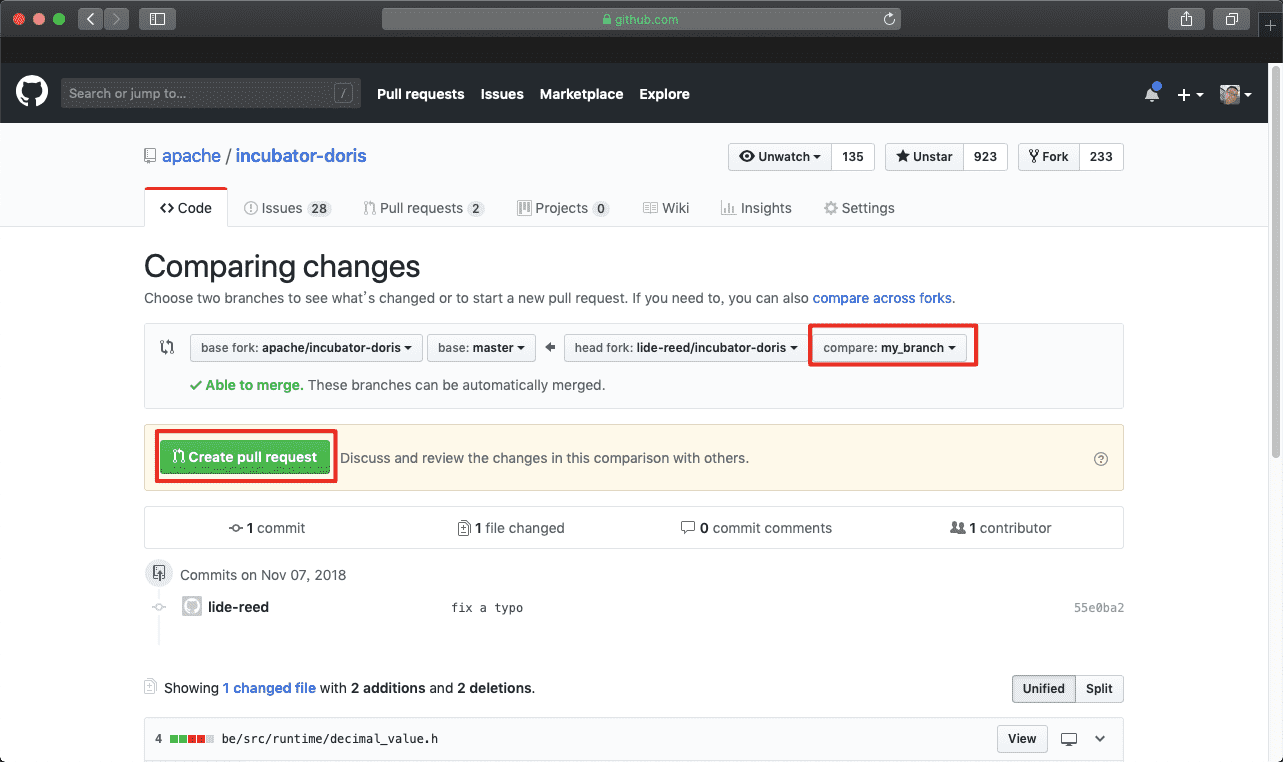 github.com
Search or jump to... /
Pull requests Issues Marketplace Explore
apache / incubator-doris
Unwatch 135 Unstar 923 Fork 233
Code Issues 28 Pull requests 2 Projects 0 Wiki Insights Settings
Comparing changes
Choose two branches to see what's changed or to start a new pull request. If you need to, you can also compare across forks.
base fork: apache/incubator-doris base: master head fork: lide-reed/incubator-doris compare: my_branch
Able to merge. These branches can be automatically merged.
Create pull request Discuss and review the changes in this comparison with others.
1 commit 1 file changed 0 commit comments 1 contributor
Commits on Nov 07, 2018
lide-reed fix a typo 55e0ba2
Showing 1 changed file with 2 additions and 2 deletions.
Unified Split
4 be/src/runtime/decimal_value.h View